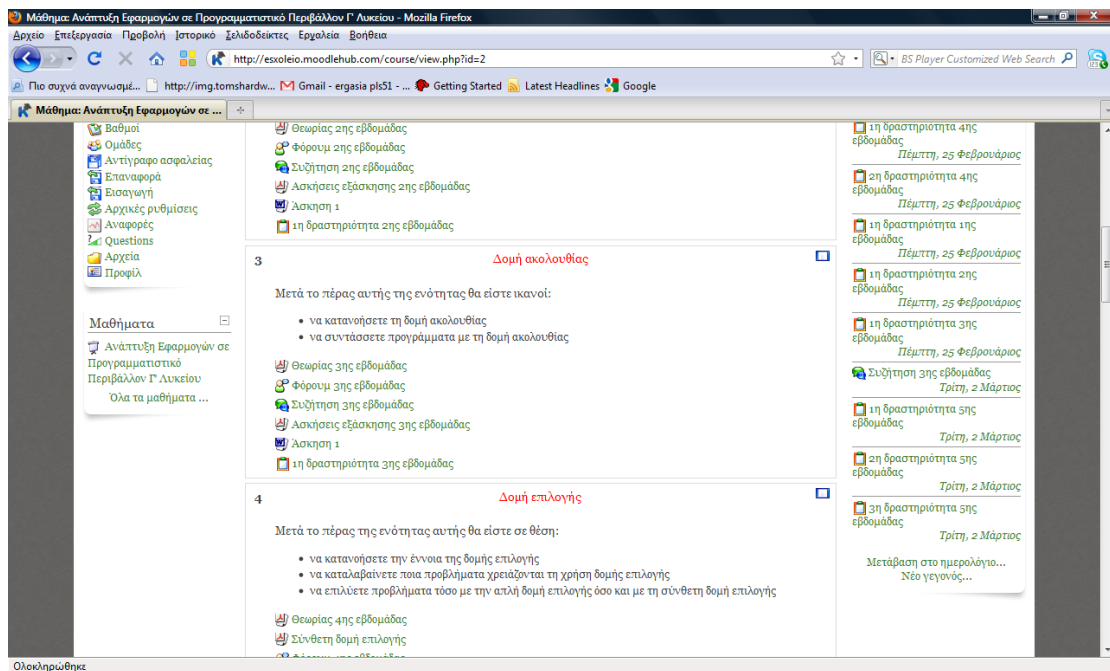 Μάθημα: Ανάπτυξη Εφαρμογών σε Προγραμματιστικό Περιβάλλον Γ' Λυκείου - Mozilla Firefox
Αρχείο Επεξεργασία Προβολή Ιστορικό Σελιδοδείκτες Εργαλεία Βοήθεια
http://esxoleio.moodlehub.com/course/view.php?id=2
BS Player Customized Web Search
Πιο συχνά αναγνωσμέ... http://img.tomshardw... Gmail - ergasia pls51 - ... Getting Started Latest Headlines Google
Μάθημα: Ανάπτυξη Εφαρμογών σε ...
Βαθμοί
Ομάδες
Αντίγραφο ασφαλείας
Επαναφορά
Εισαγωγή
Αρχικές ρυθμίσεις
Αναφορές
Questions
Αρχεία
Προφίλ
Μαθήματα
Ανάπτυξη Εφαρμογών σε
Προγραμματιστικό
Περιβάλλον Γ' Λυκείου
Όλα τα μαθήματα ...
Θεωρίας 2ης εβδομάδας
Φόρουμ 2ης εβδομάδας
Συζήτηση 2ης εβδομάδας
Ασκήσεις εξάσκησης 2ης εβδομάδας
Άσκηση 1
1η δραστηριότητα 2ης εβδομάδας
3 Δομή ακολουθίας
Μετά το πέρας αυτής της ενότητας θα είστε ικανοί:
• να κατανοήσετε τη δομή ακολουθίας
• να συντάσσετε προγράμματα με τη δομή ακολουθίας
Θεωρίας 3ης εβδομάδας
Φόρουμ 3ης εβδομάδας
Συζήτηση 3ης εβδομάδας
Ασκήσεις εξάσκησης 3ης εβδομάδας
Άσκηση 1
1η δραστηριότητα 3ης εβδομάδας
4 Δομή επιλογής
Μετά το πέρας της ενότητας αυτής θα είστε σε θέση:
• να κατανοήσετε την έννοια της δομής επιλογής
• να καταλαβαίνετε ποια προβλήματα χρειάζονται τη χρήση δομής επιλογής
• να επιλύετε προβλήματα τόσο με την απλή δομή επιλογής όσο και με τη σύνθετη δομή επιλογής
Θεωρίας 4ης εβδομάδας
Σύνθετη δομή επιλογής
1η δραστηριότητα 4ης
εβδομάδας
Πέμπτη, 25 Φεβρουάριος
2η δραστηριότητα 4ης
εβδομάδας
Πέμπτη, 25 Φεβρουάριος
1η δραστηριότητα 1ης
εβδομάδας
Πέμπτη, 25 Φεβρουάριος
1η δραστηριότητα 2ης
εβδομάδας
Πέμπτη, 25 Φεβρουάριος
1η δραστηριότητα 3ης
εβδομάδας
Πέμπτη, 25 Φεβρουάριος
Συζήτηση 3ης εβδομάδας
Τρίτη, 2 Μάρτιος
1η δραστηριότητα 5ης
εβδομάδας
Τρίτη, 2 Μάρτιος
2η δραστηριότητα 5ης
εβδομάδας
Τρίτη, 2 Μάρτιος
3η δραστηριότητα 5ης
εβδομάδας
Τρίτη, 2 Μάρτιος
Μετάβαση στο ημερολόγιο...
Νέο γεγονός...
Ολοκληρώθηκε